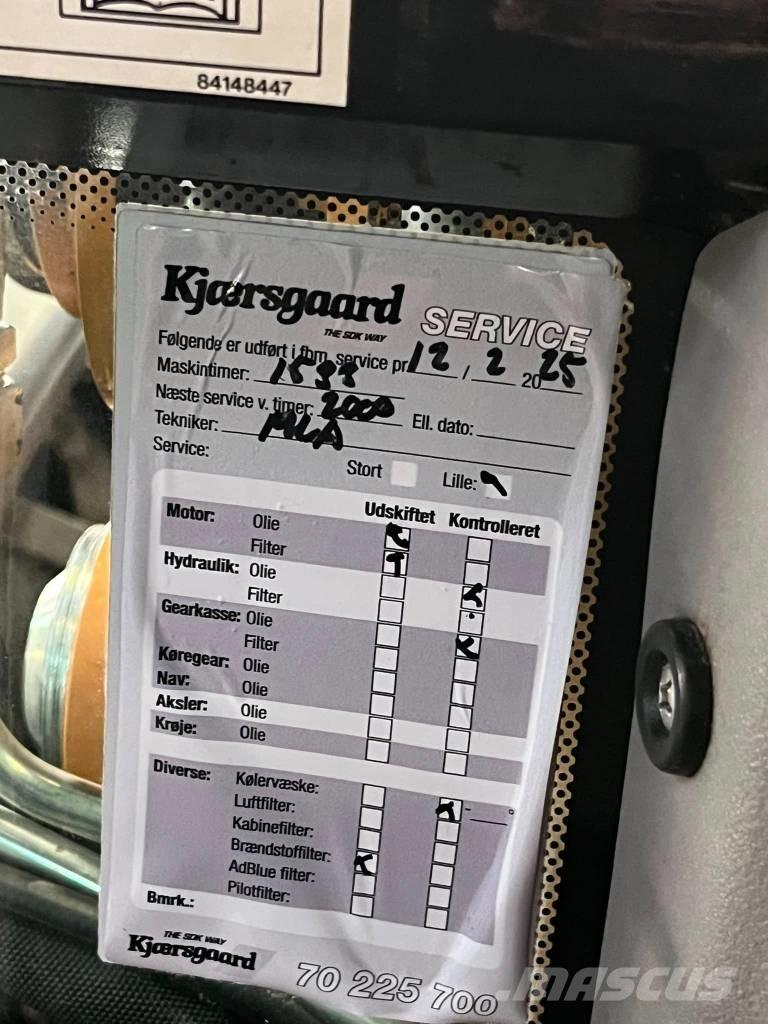 84148447
Kjærsgaard SERVICE
THE SDK WAY
Følgende er udført i fbm. service pr 12 / 2 2025
Maskintimer: 1533
Næste service v. timer: 2000 Ell. dato:
Tekniker: MLA
Service: Stort Lille:
Udskiftet Kontrolleret
Motor: Olie
Filter
Hydraulik: Olie
Filter
Gearkasse: Olie
Filter
Køregear: Olie
Nav: Olie
Aksler: Olie
Krøje: Olie
Diverse: Kølervæske: -___°
Luftfilter:
Kabinefilter:
Brændstoffilter:
AdBlue filter:
Pilotfilter:
Bmrk.:
THE SDK WAY
Kjærsgaard 70 225 700
MASCUS